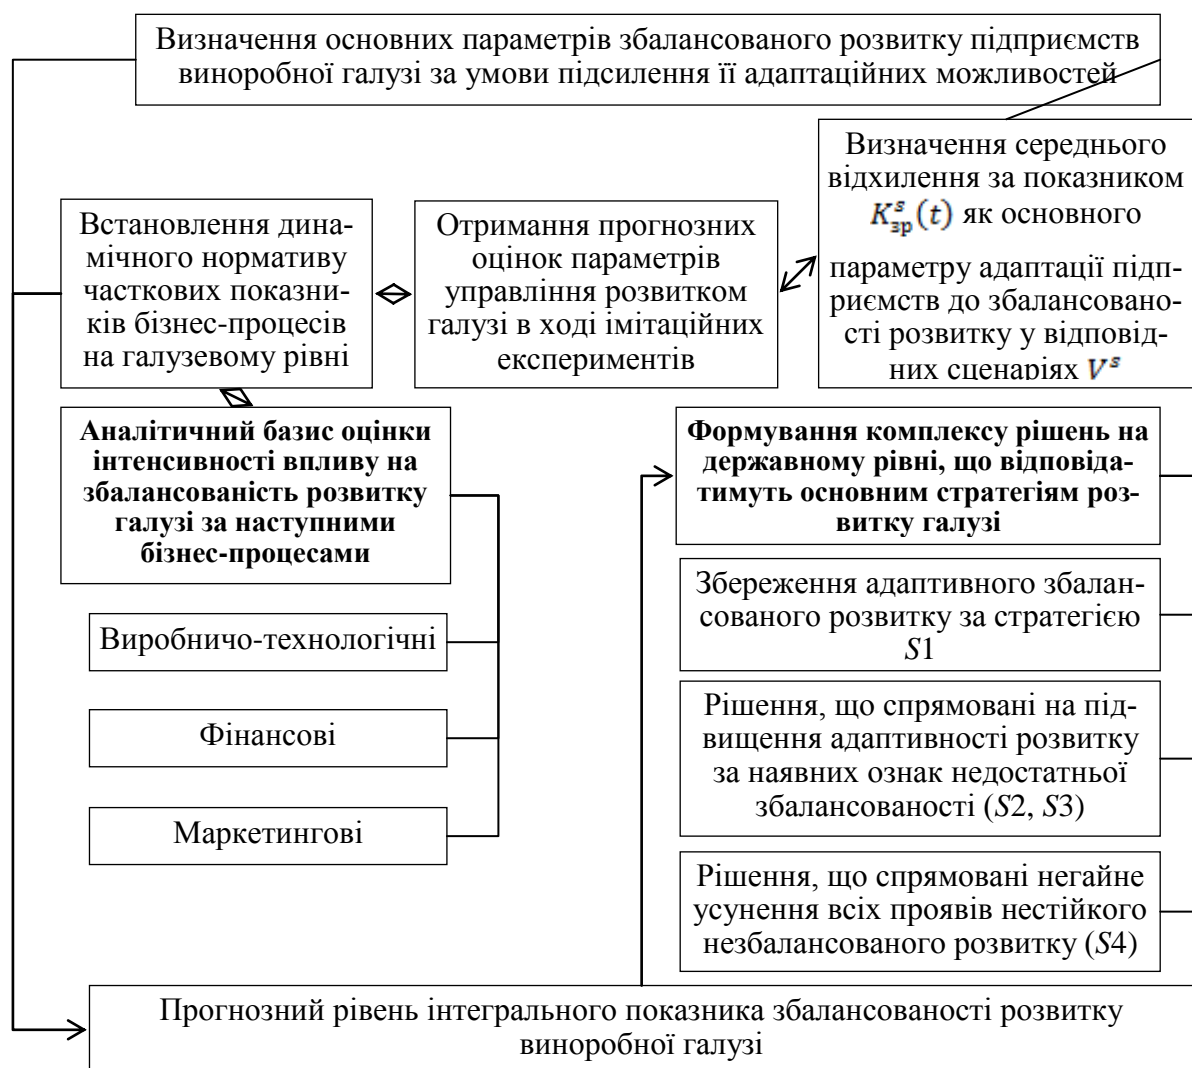 Визначення основних параметрів збалансованого розвитку підприємств
виноробної галузі за умови підсилення її адаптаційних можливостей
Встановлення дина-
мічного нормативу
часткових показни-
ків бізнес-процесів
на галузевому рівні
Отримання прогнозних
оцінок параметрів
управління розвитком
галузі в ході імітаційних
експериментів
Визначення середнього
відхилення за показником
K^s_зр(t) як основного
параметру адаптації підп-
риємств до збалансовано-
сті розвитку у відповід-
них сценаріях V^s
Аналітичний базис оцінки
інтенсивності впливу на
збалансованість розвитку
галузі за наступними
бізнес-процесами
Виробничо-технологічні
Фінансові
Маркетингові
Формування комплексу рішень на
державному рівні, що відповіда-
тимуть основним стратегіям роз-
витку галузі
Збереження адаптивного збалан-
сованого розвитку за стратегією
S1
Рішення, що спрямовані на під-
вищення адаптивності розвитку
за наявних ознак недостатньої
збалансованості (S2, S3)
Рішення, що спрямовані негайне
усунення всіх проявів нестійкого
незбалансованого розвитку (S4)
Прогнозний рівень інтегрального показника збалансованості розвитку
виноробної галузі